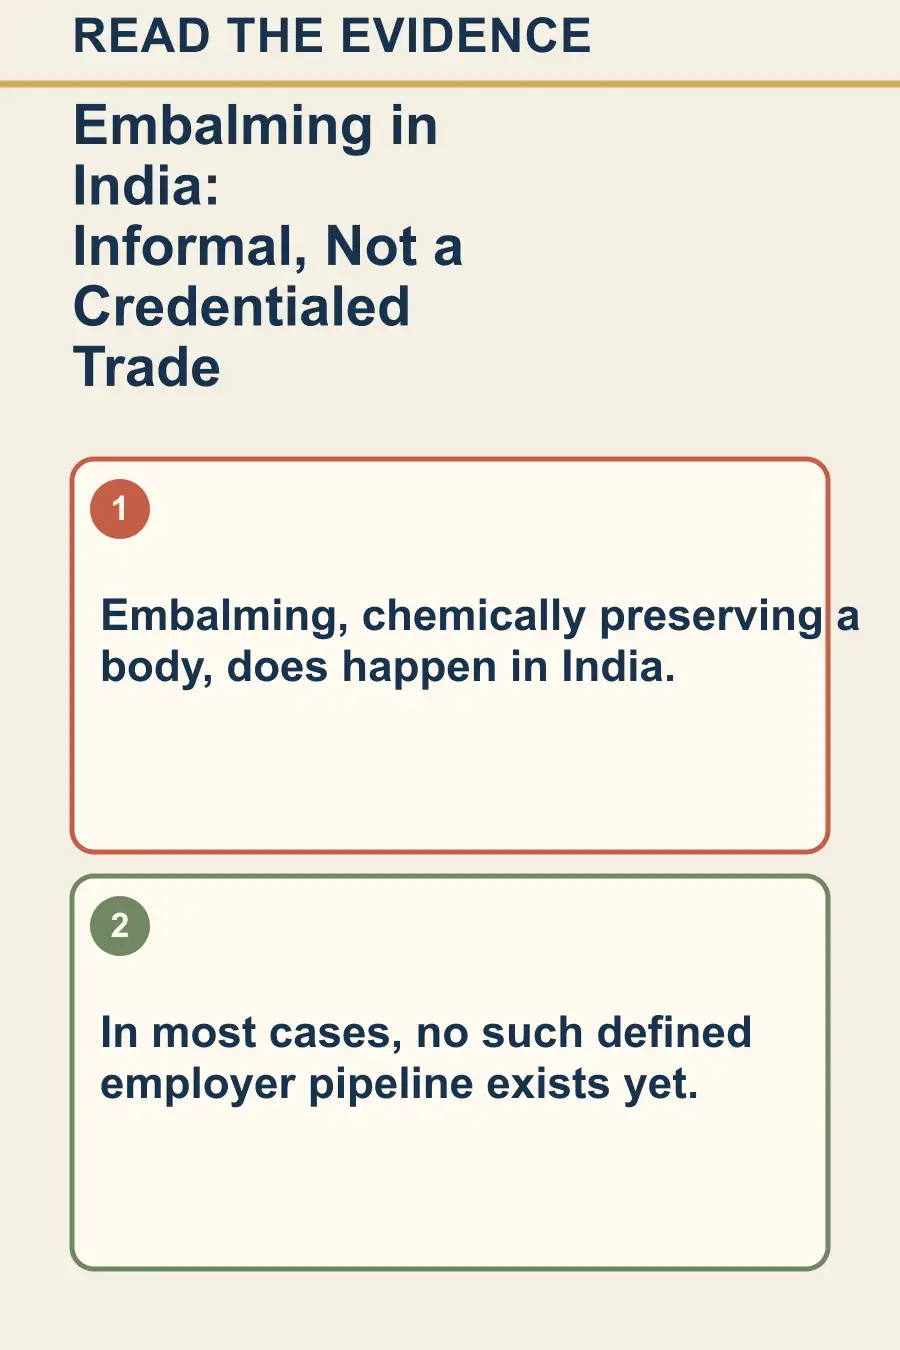 READ THE EVIDENCE
Embalming in
India:
Informal, Not a
Credentialed
Trade
1
Embalming, chemically preserving a
body, does happen in India.
2
In most cases, no such defined
employer pipeline exists yet.